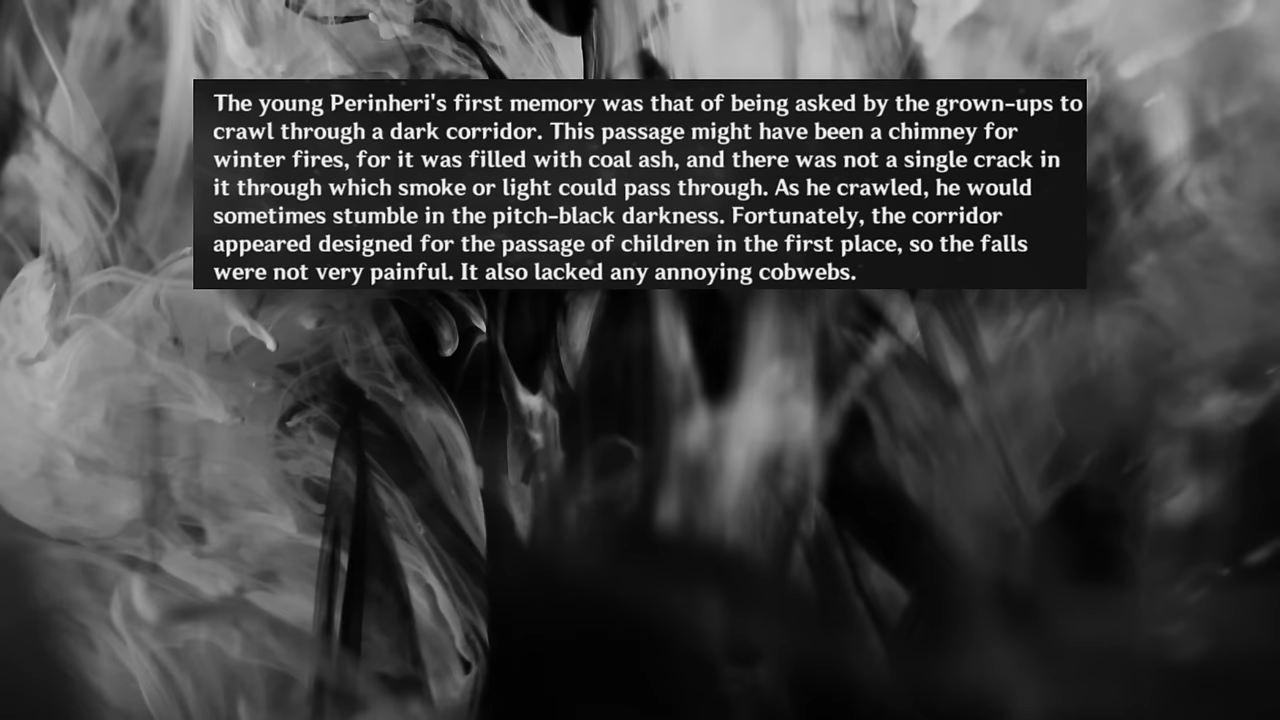 The young Perinheri's first memory was that of being asked by the grown-ups to
crawl through a dark corridor. This passage might have been a chimney for
winter fires, for it was filled with coal ash, and there was not a single crack in
it through which smoke or light could pass through. As he crawled, he would
sometimes stumble in the pitch-black darkness. Fortunately, the corridor
appeared designed for the passage of children in the first place, so the falls
were not very painful. It also lacked any annoying cobwebs.